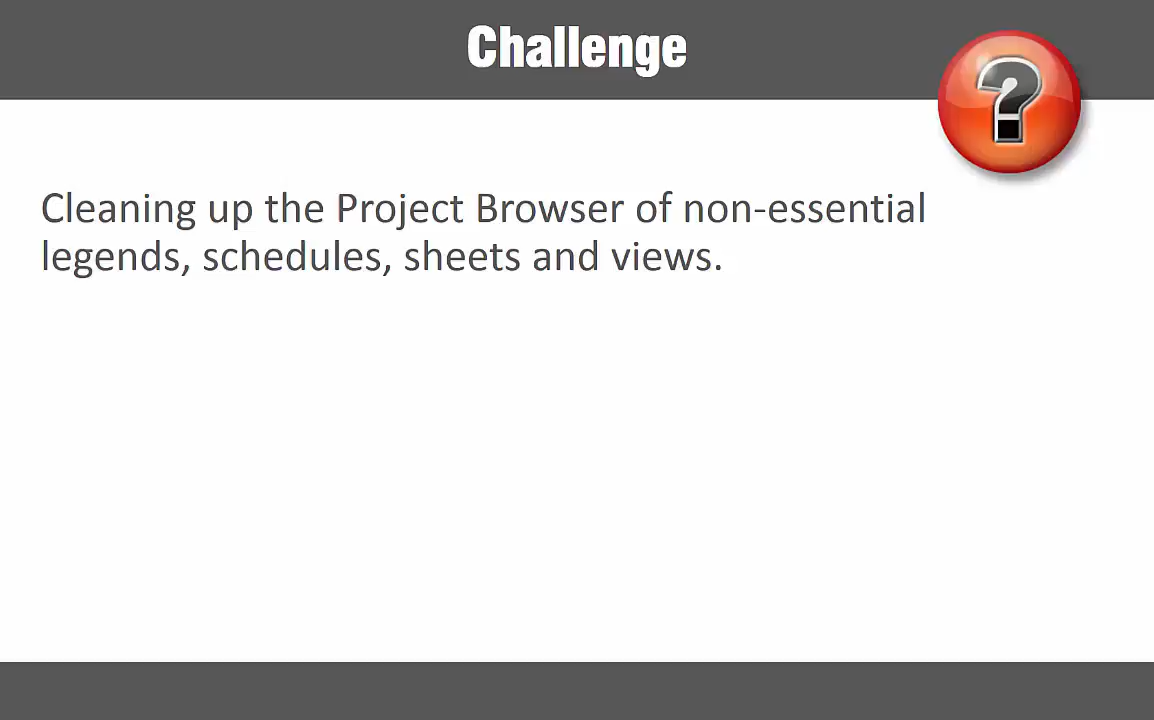 Challenge
Cleaning up the Project Browser of non-essential
legends, schedules, sheets and views.